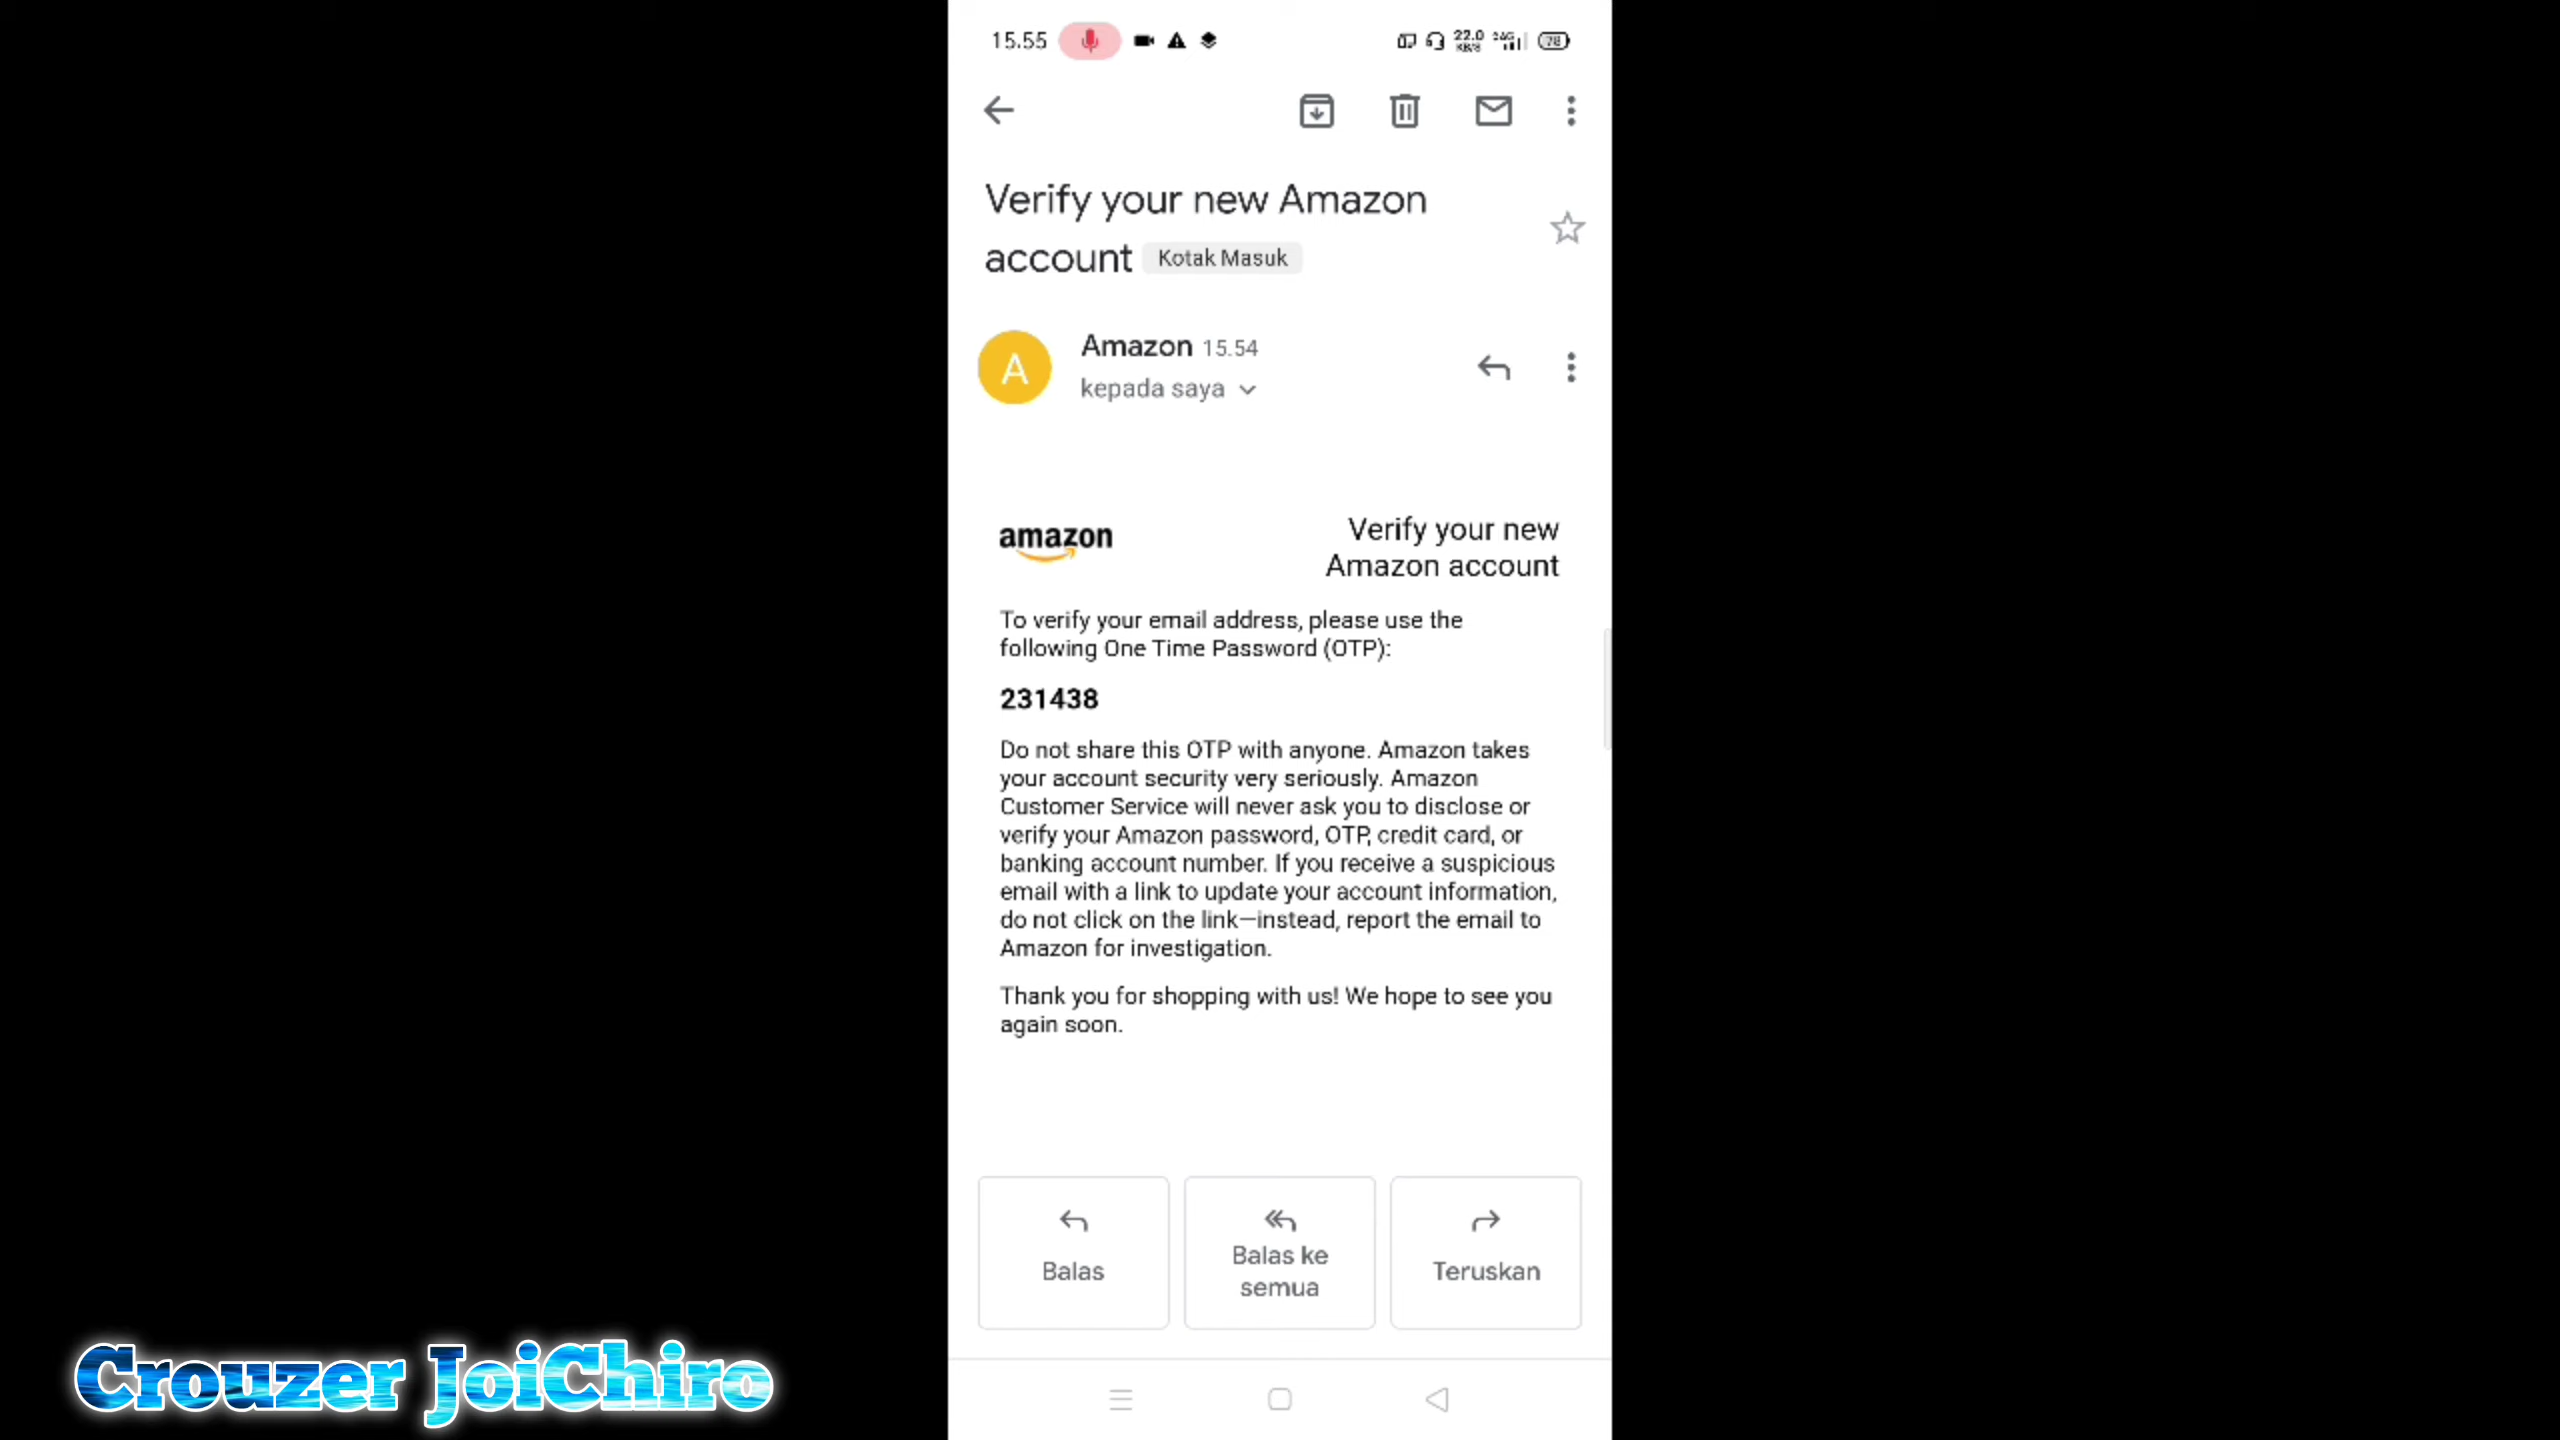 15.55
22.0
KB/S
78
Verify your new Amazon
account Kotak Masuk
A
Amazon 15.54
kepada saya
amazon
Verify your new
Amazon account
To verify your email address, please use the
following One Time Password (OTP):
231438
Do not share this OTP with anyone. Amazon takes
your account security very seriously. Amazon
Customer Service will never ask you to disclose or
verify your Amazon password, OTP, credit card, or
banking account number. If you receive a suspicious
email with a link to update your account information,
do not click on the link—instead, report the email to
Amazon for investigation.
Thank you for shopping with us! We hope to see you
again soon.
Balas
Balas ke
semua
Teruskan
Crouzer JoiChiro